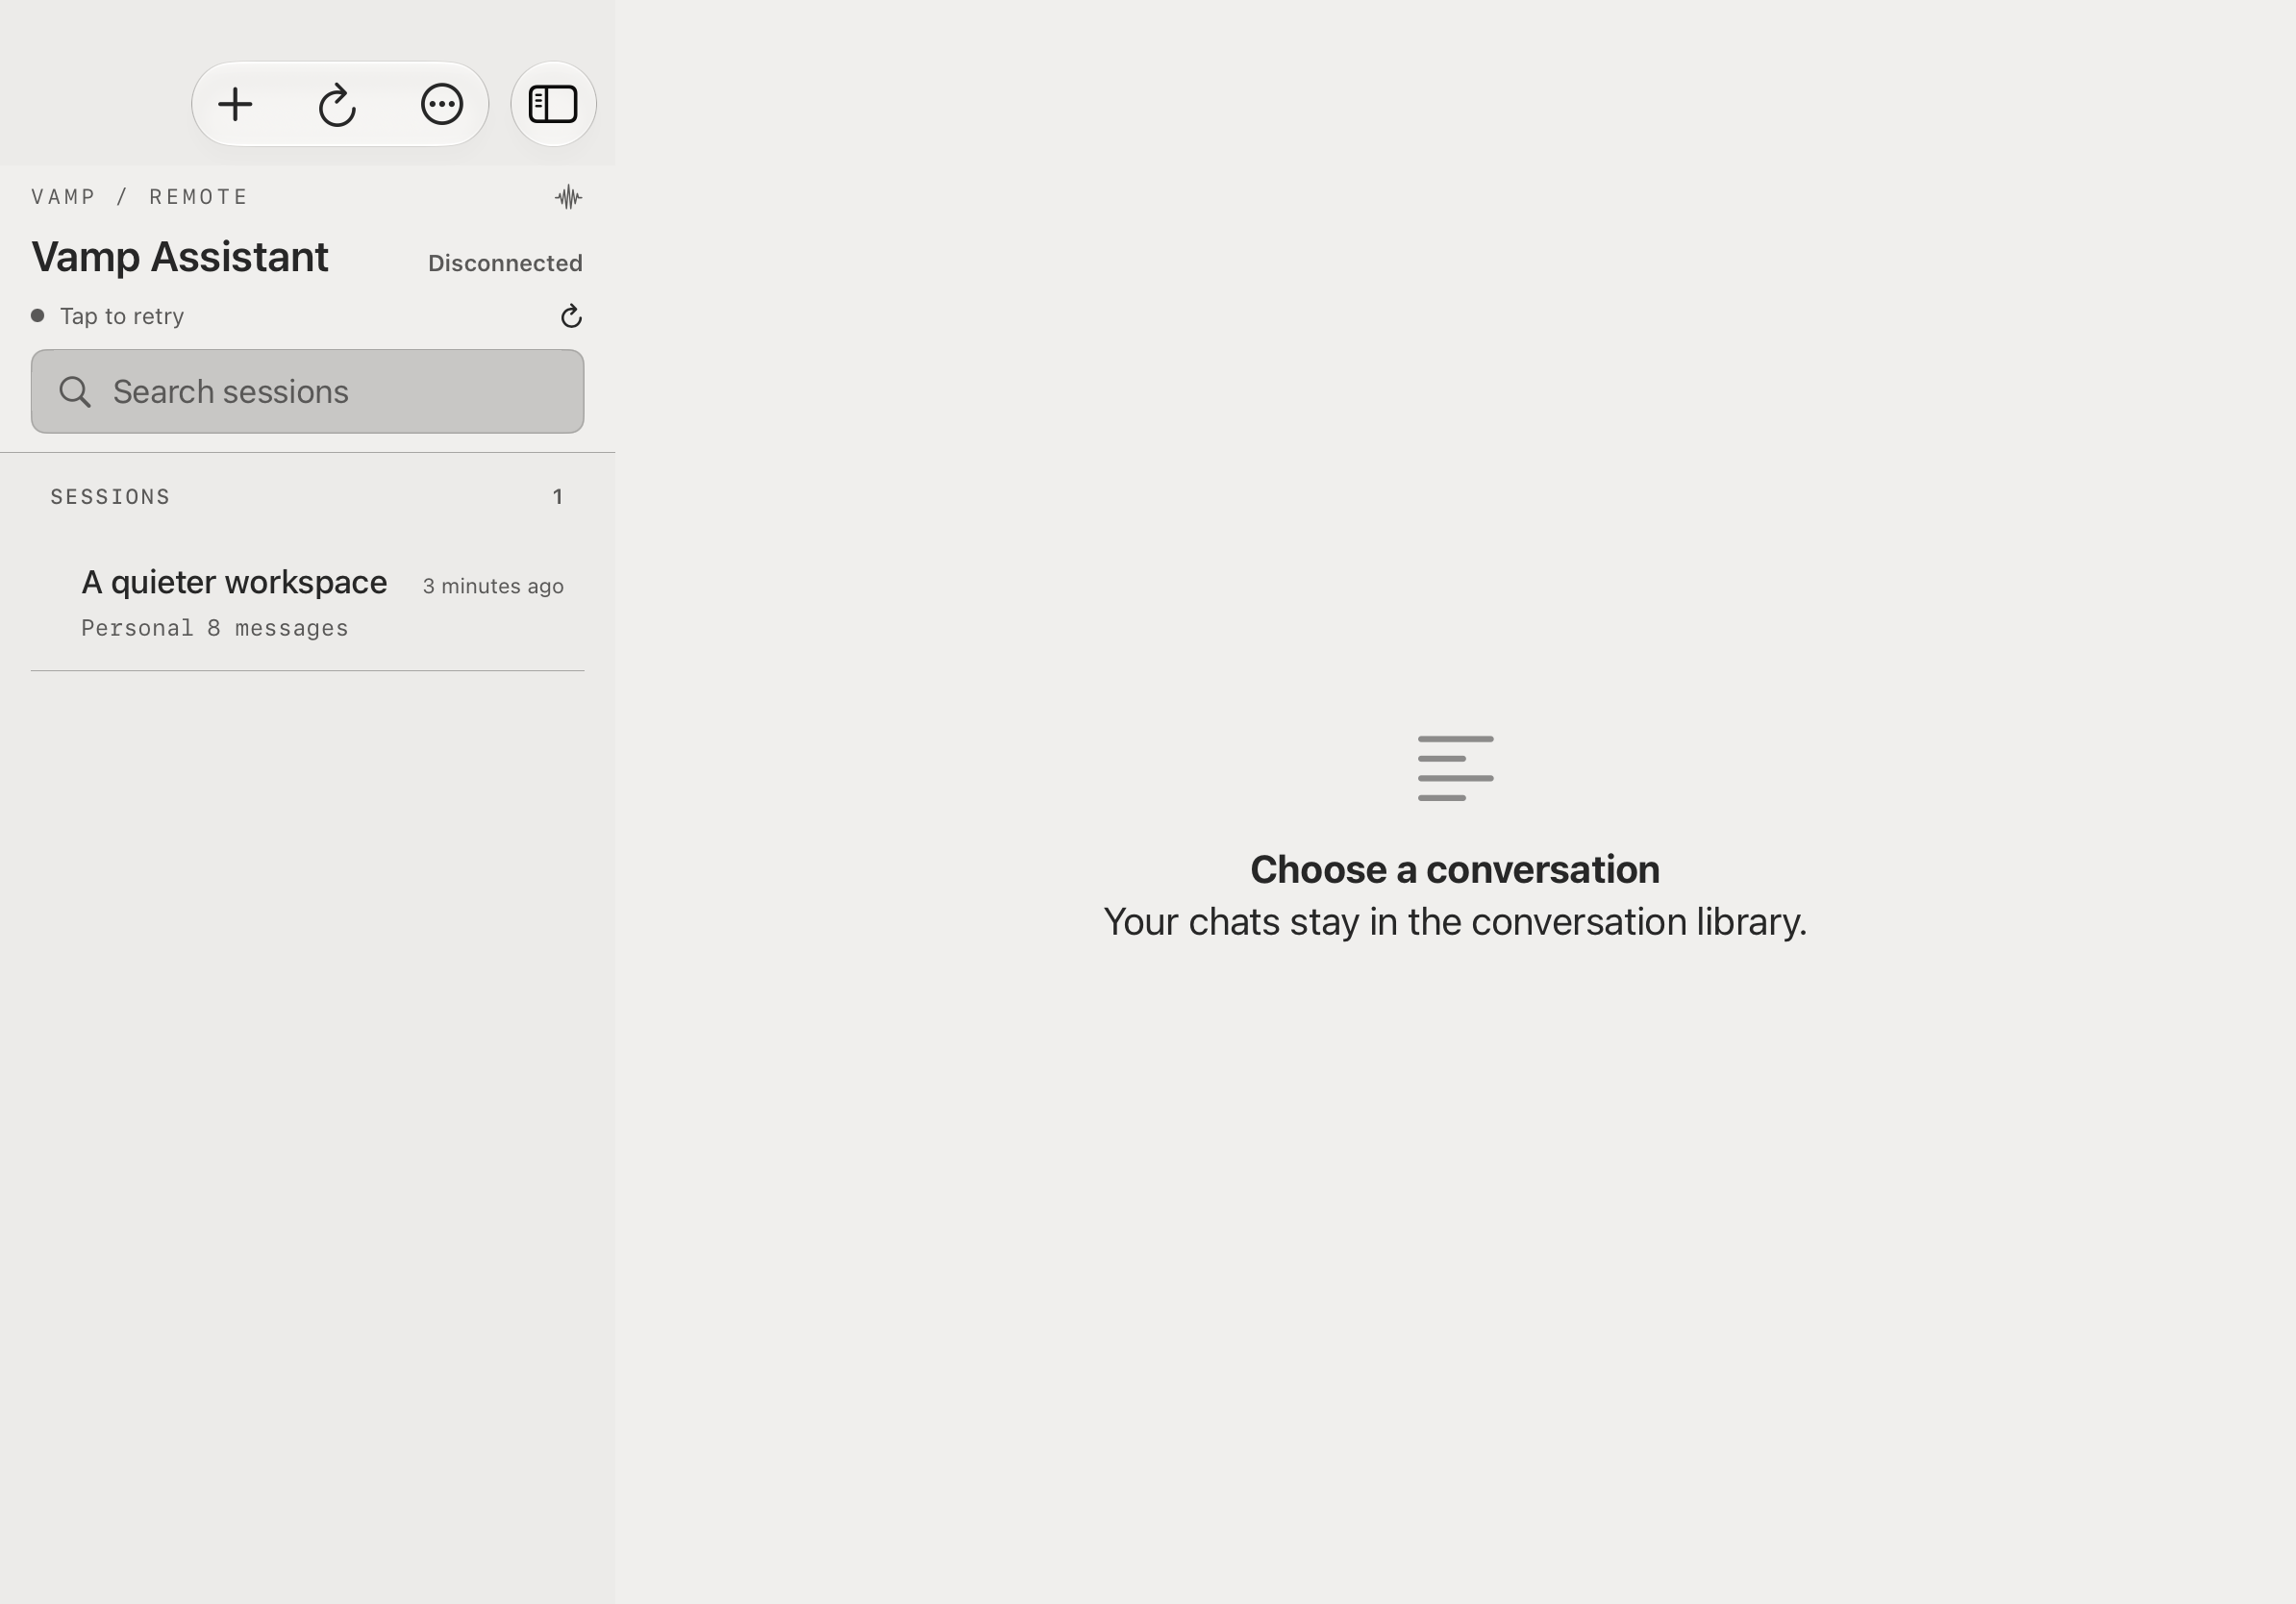 VAMP / REMOTE
Vamp Assistant
Disconnected
Tap to retry
Search sessions
SESSIONS
1
A quieter workspace
3 minutes ago
Personal 8 messages
Choose a conversation
Your chats stay in the conversation library.